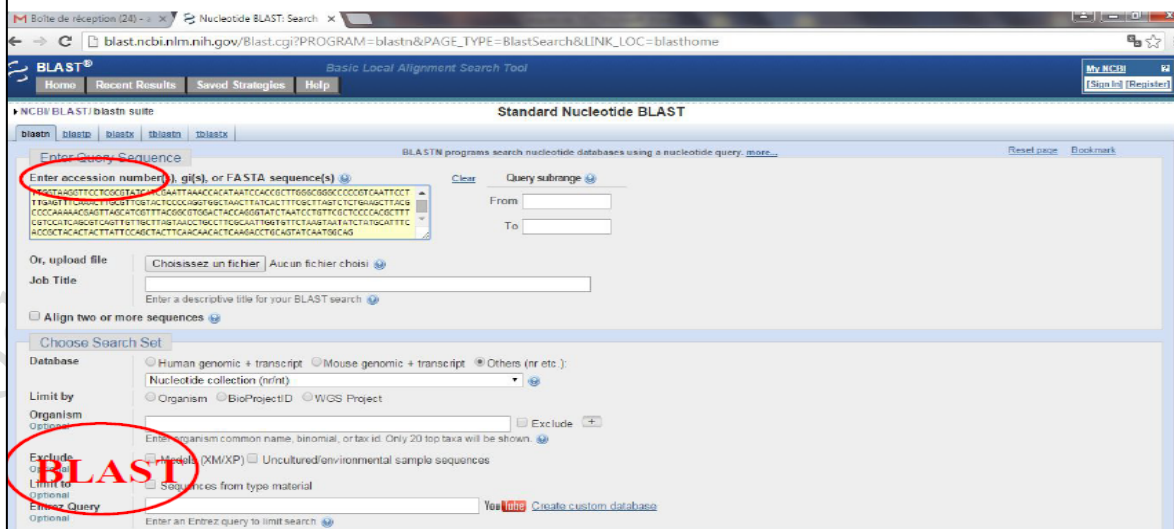 Boîte de réception (24) -
Nucleotide BLAST: Search
blast.ncbi.nlm.nih.gov/Blast.cgi?PROGRAM=blastn&PAGE_TYPE=BlastSearch&LINK_LOC=blasthome
BLAST® Basic Local Alignment Search Tool My NCBI
Home Recent Results Saved Strategies Help [Sign In] [Register]
NCBI/ BLAST/ blastn suite Standard Nucleotide BLAST
blastn blastp blastx tblastn tblastx
Enter Query Sequence BLASTN programs search nucleotide databases using a nucleotide query. more... Reset page Bookmark
Enter accession number(s), gi(s), or FASTA sequence(s) Clear Query subrange
From
To
Or, upload file Choisissez un fichier Aucun fichier choisi
Job Title
Enter a descriptive title for your BLAST search
Align two or more sequences
Choose Search Set
Database Human genomic + transcript Mouse genomic + transcript Others (nr etc.):
Nucleotide collection (nr/nt)
Limit by Organism BioProjectID WGS Project
Organism
Optional Exclude +
Enter organism common name, binomial, or tax id. Only 20 top taxa will be shown.
Exclude Models (XM/XP) Uncultured/environmental sample sequences
Optional
BLAST
Limit to Sequences from type material
Optional
Entrez Query YouTube Create custom database
Optional
Enter an Entrez query to limit search